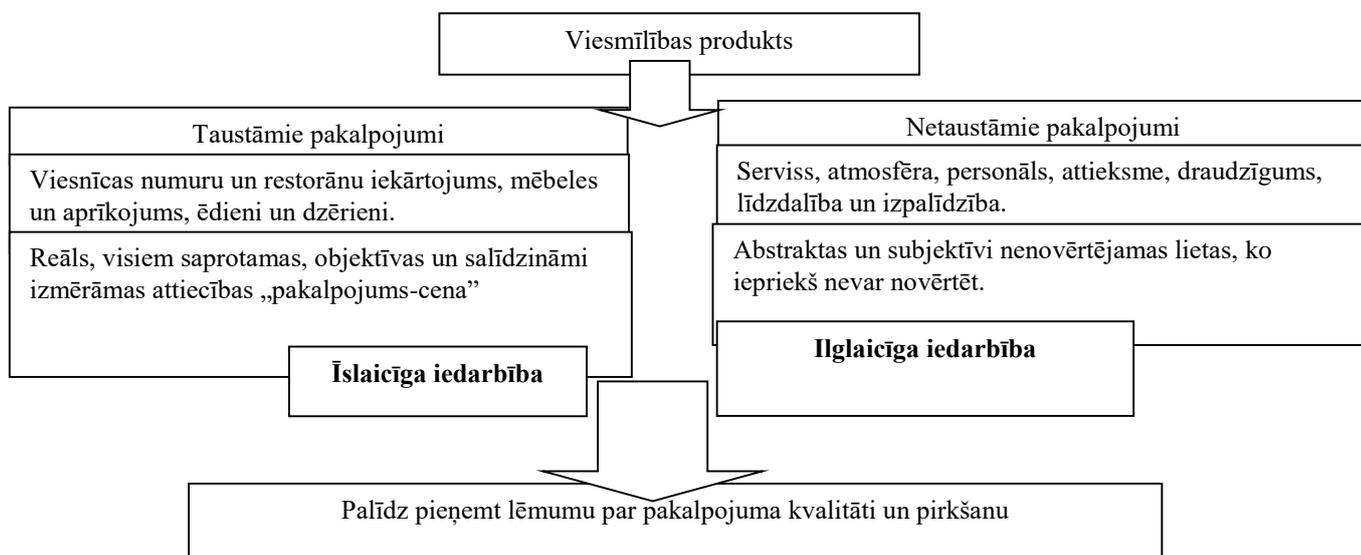 Viesmīlības produkts
Taustāmie pakalpojumi
Viesnīcas numuru un restorānu iekārtojums, mēbeles
un aprīkojums, ēdieni un dzērieni.
Reāls, visiem saprotamas, objektīvas un salīdzināmi
izmērāmas attiecības „pakalpojums-cena”
Īslaicīga iedarbība
Netaustāmie pakalpojumi
Serviss, atmosfēra, personāls, attieksme, draudzīgums,
līdzdalība un izpalīdzība.
Abstraktas un subjektīvi nenovērtējamas lietas, ko
iepriekš nevar novērtēt.
Ilglaicīga iedarbība
Palīdz pieņemt lēmumu par pakalpojuma kvalitāti un pirkšanu